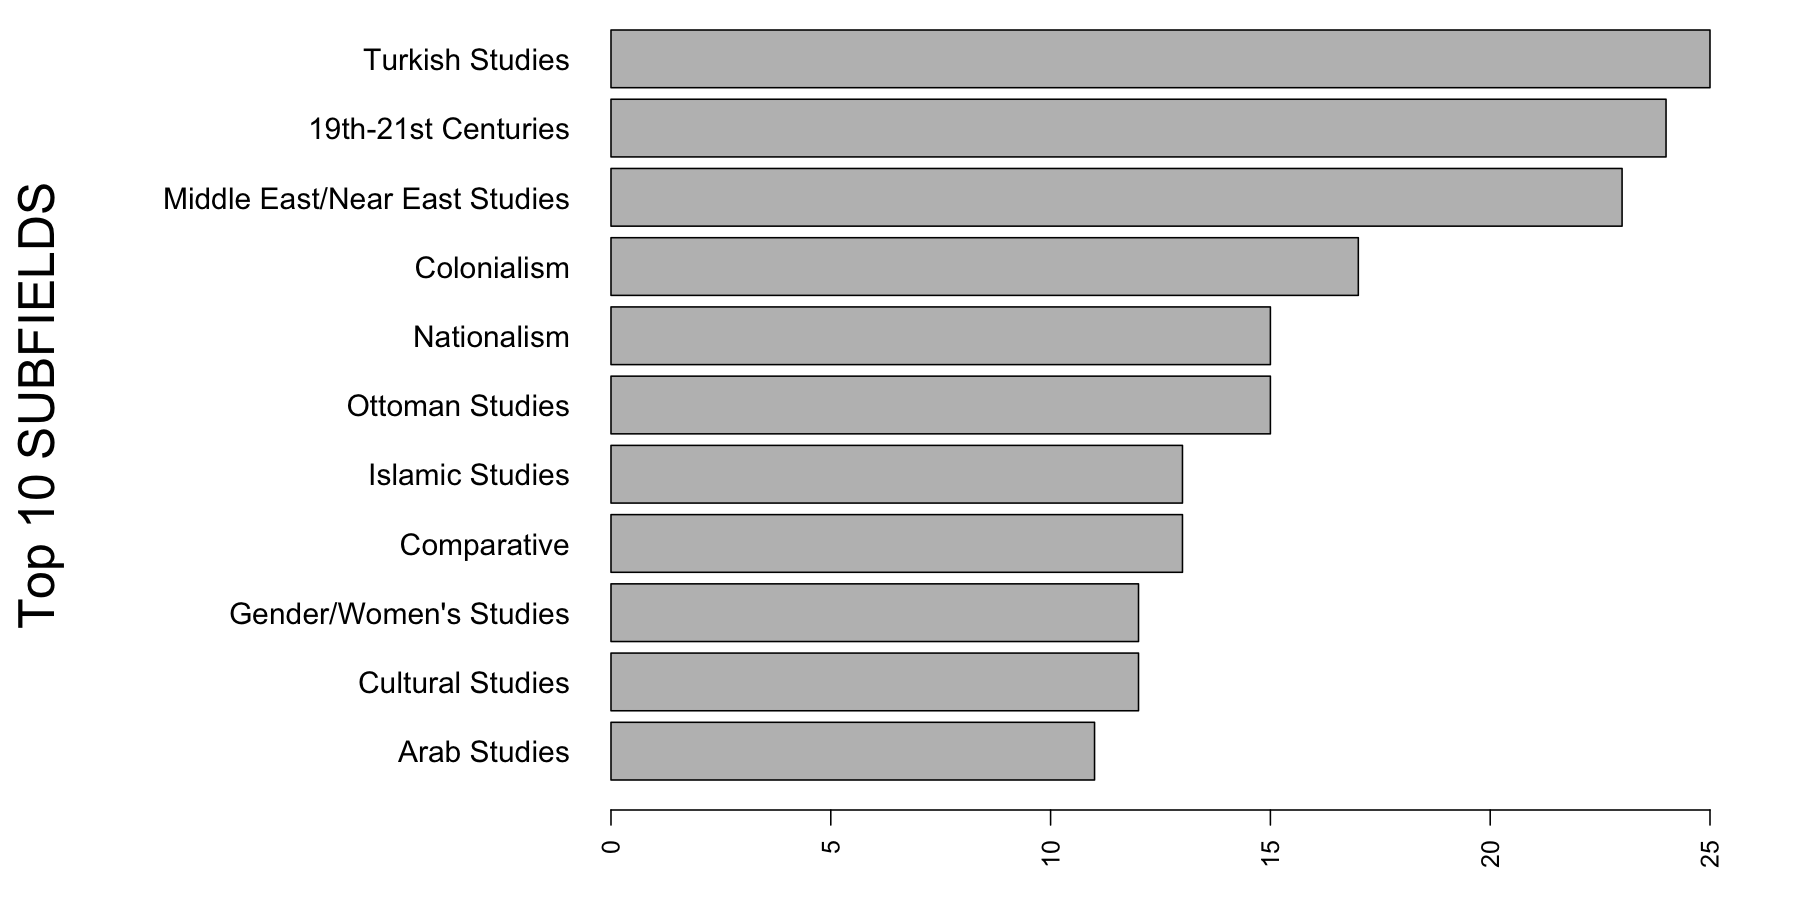 Top 10 SUBFIELDS
Turkish Studies
19th-21st Centuries
Middle East/Near East Studies
Colonialism
Nationalism
Ottoman Studies
Islamic Studies
Comparative
Gender/Women's Studies
Cultural Studies
Arab Studies
0 5 10 15 20 25